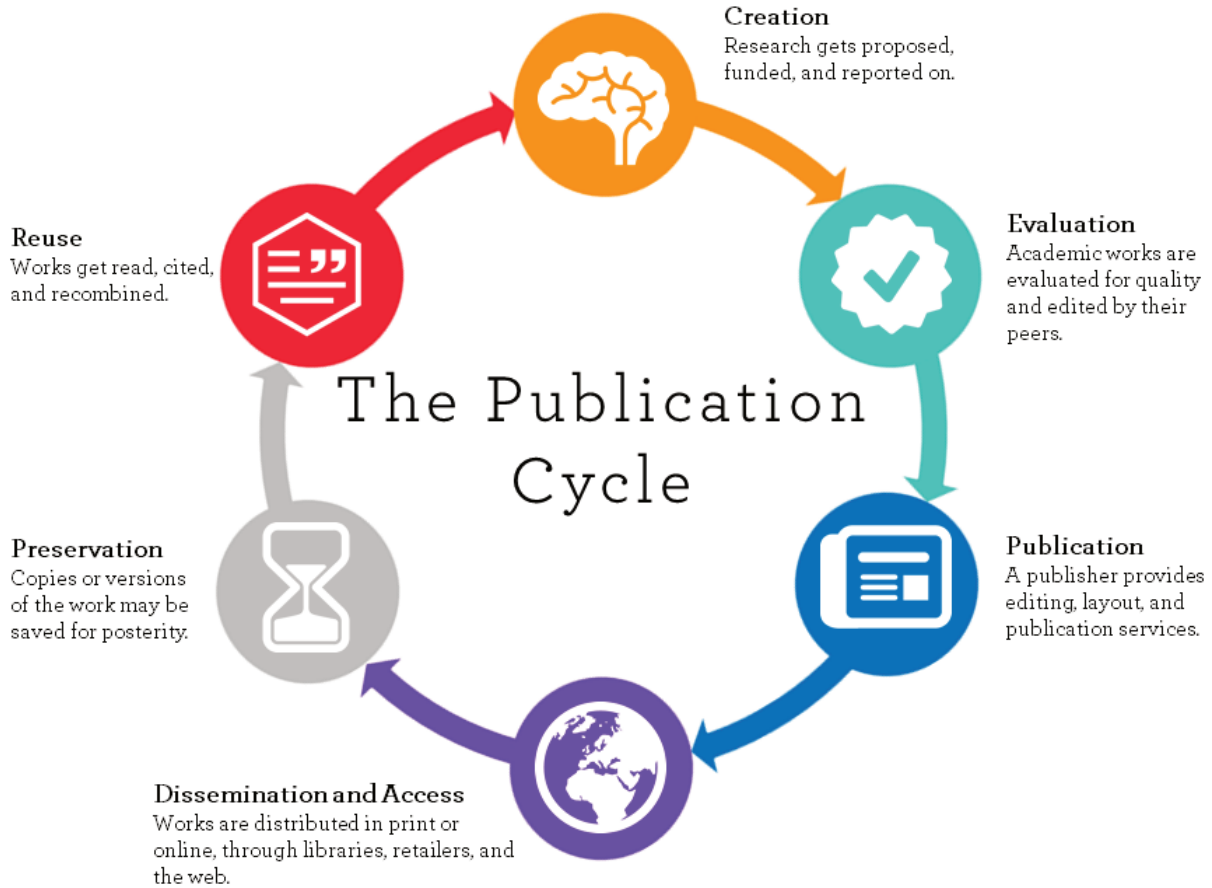 Creation
Research gets proposed,
funded, and reported on.
Evaluation
Academic works are
evaluated for quality
and edited by their
peers.
Publication
A publisher provides
editing, layout, and
publication services.
Dissemination and Access
Works are distributed in print or
online, through libraries, retailers, and
the web.
Preservation
Copies or versions
of the work may be
saved for posterity.
Reuse
Works get read, cited,
and recombined.
The Publication
Cycle